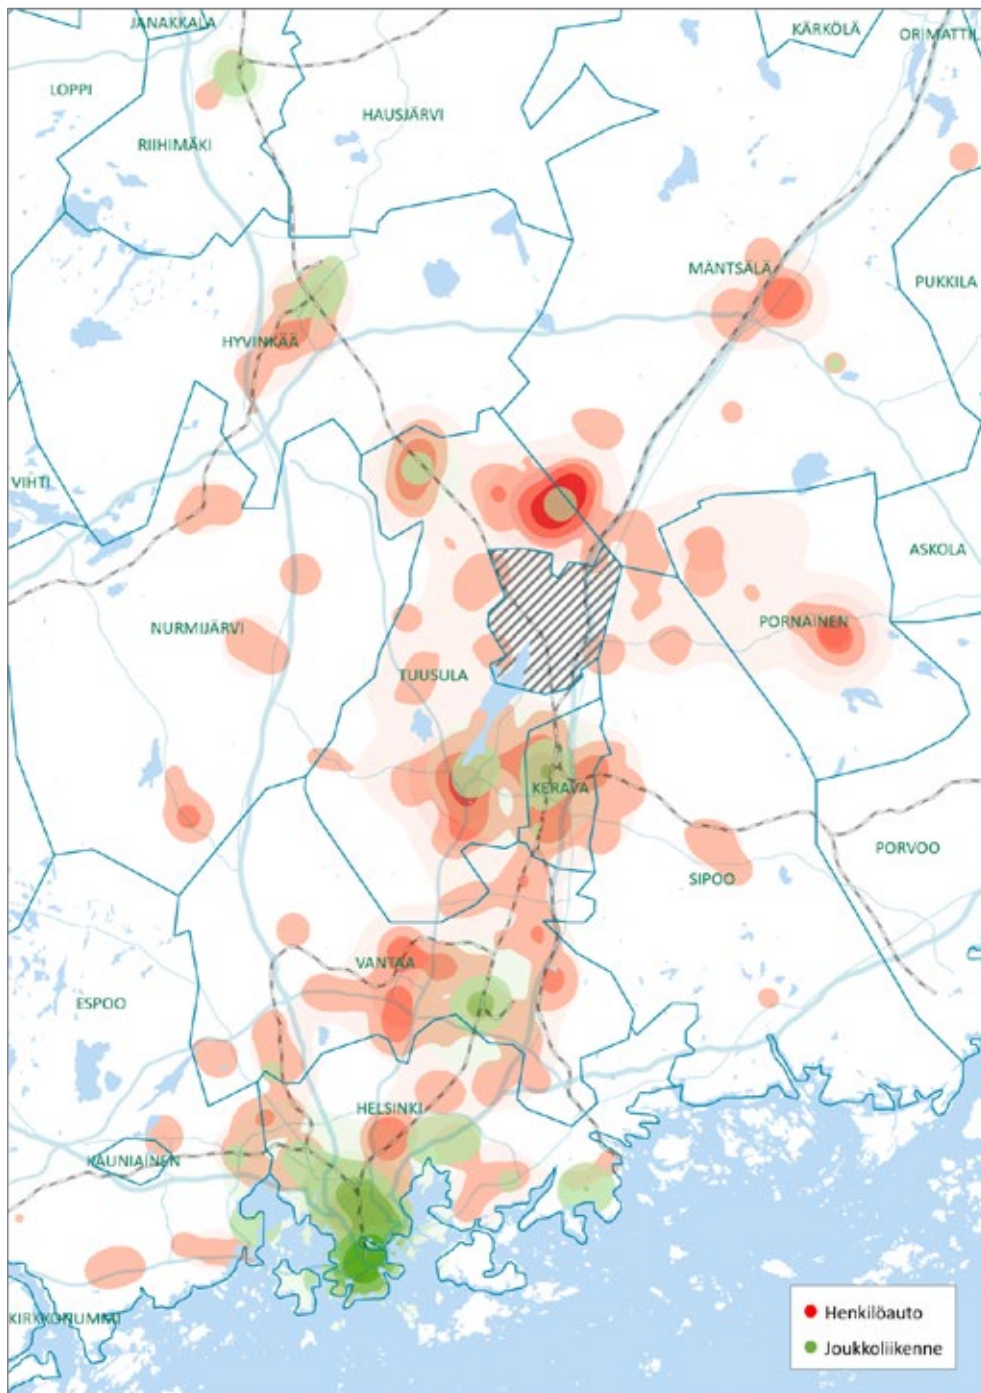 JANAKKALA
KÄRKÖLÄ
ORIMATTIL
LOPPI
HAUSJÄRVI
RIIHIMÄKI
MÄNTSÄLÄ
PUKKILA
HYVINKÄÄ
VIHTI
ASKOLA
NURMIJÄRVI
PORNAINEN
TUUSULA
KERAVA
PORVOO
SIPOO
VANTAA
ESPOO
HELSINKI
KAUNIAINEN
KIRKKONUMMI
Henkilöauto
Joukkoliikenne